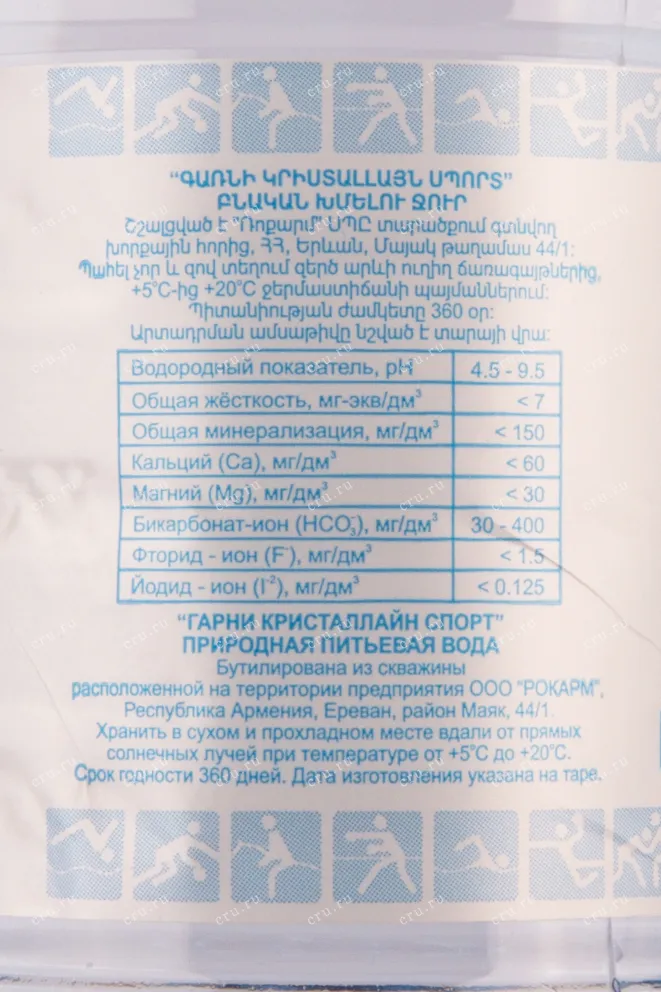 “ԳԱՌՆԻ ԿՐԻՍՏԱԼԼԱՅՆ ՍՊՈՐՏ”
ԲՆԱԿԱՆ ԽՄԵԼՈՒ ՋՈՒՐ
Շշալցված է “Ռոքարմ” ՍՊԸ տարածքում գտնվող
խորքային հորից, ՀՀ, Երևան, Մայակ թաղամաս 44/1:
Պահել չոր և զով տեղում զերծ արևի ուղիղ ճառագայթներից,
+5°C-ից +20°C ջերմաստիճանի պայմաններում:
Պիտանիության ժամկետը 360 օր:
Արտադրման ամսաթիվը նշված է տարայի վրա:
Водородный показатель, pH 4.5 - 9.5
Общая жёсткость, мг-экв/дм³ < 7
Общая минерализация, мг/дм³ < 150
Кальций (Ca), мг/дм³ < 60
Магний (Mg), мг/дм³ < 30
Бикарбонат-ион (HCO₃⁻), мг/дм³ 30 - 400
Фторид - ион (F⁻), мг/дм³ < 1.5
Йодид - ион (I⁻²), мг/дм³ < 0.125
“ГАРНИ КРИСТАЛЛАЙН СПОРТ”
ПРИРОДНАЯ ПИТЬЕВАЯ ВОДА
Бутилирована из скважины
расположенной на территории предприятия ООО “РОКАРМ”,
Республика Армения, Ереван, район Маяк, 44/1.
Хранить в сухом и прохладном месте вдали от прямых
солнечных лучей при температуре от +5°C до +20°C.
Срок годности 360 дней. Дата изготовления указана на таре.